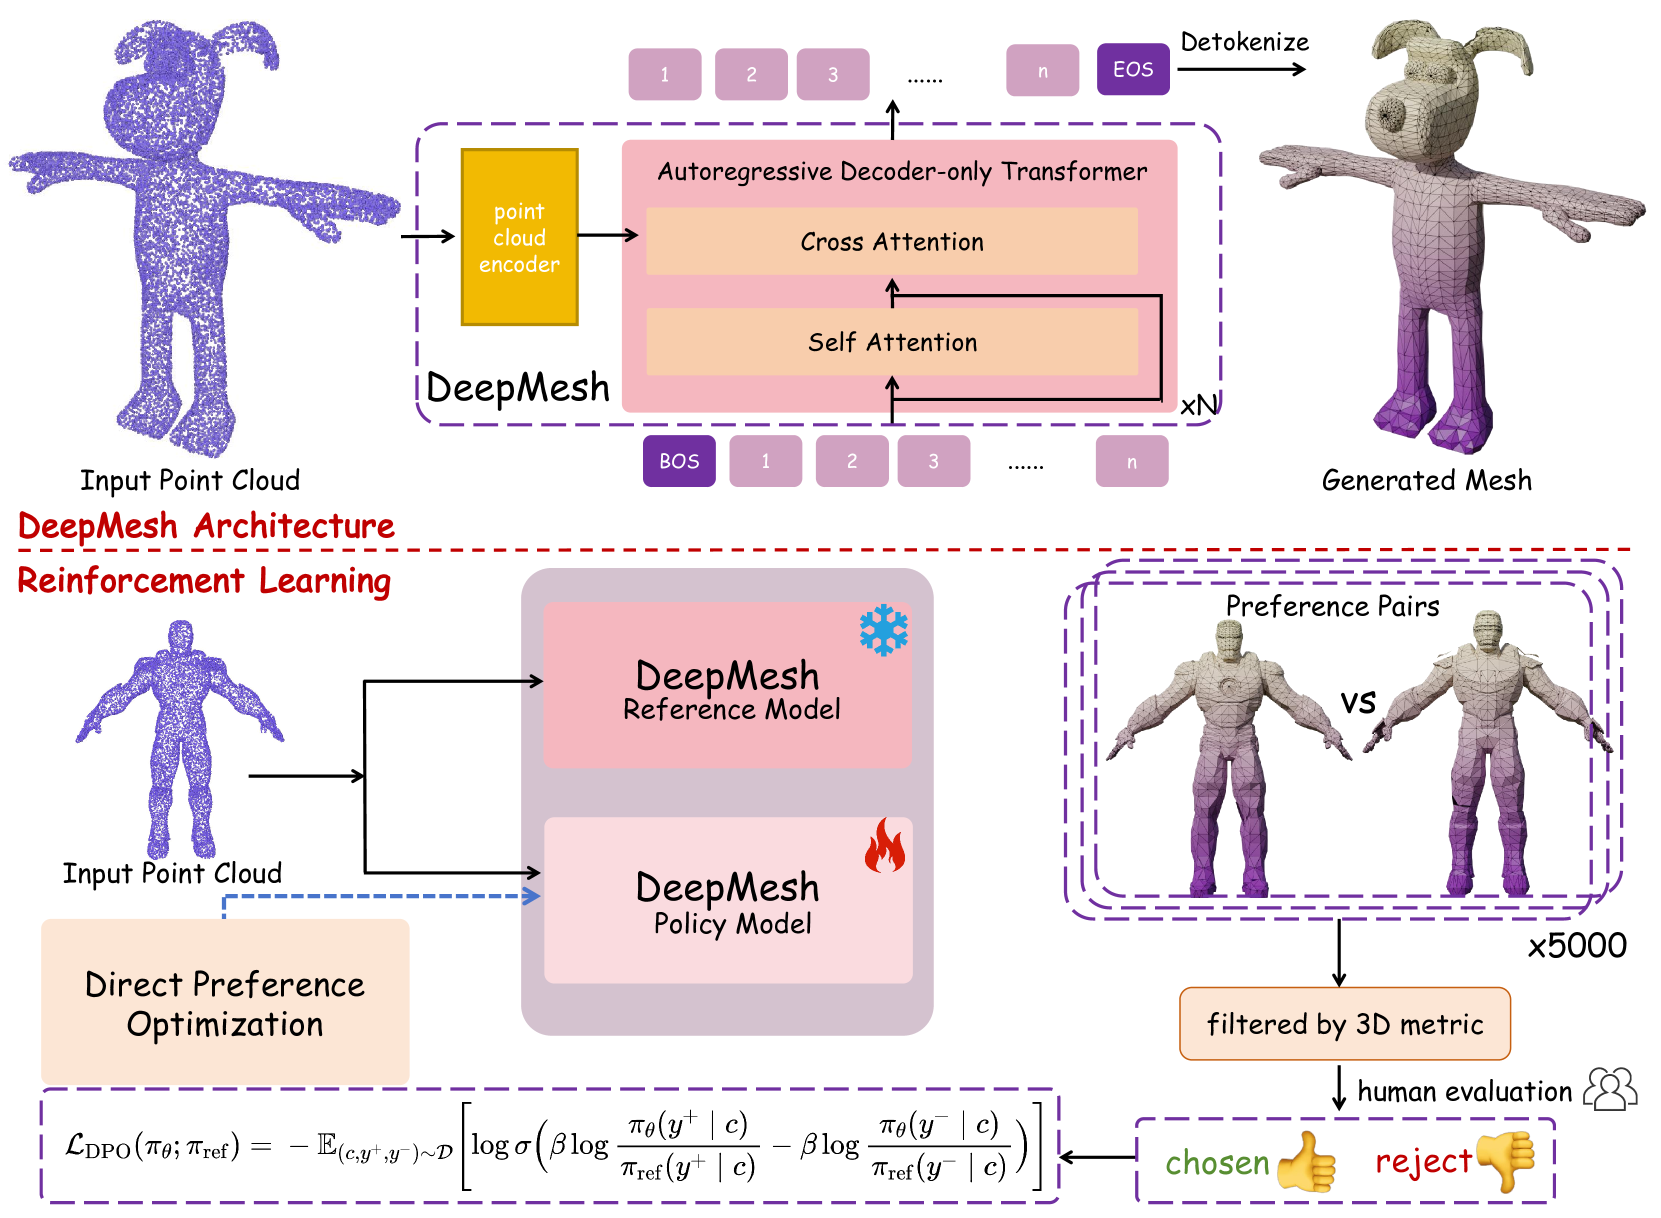 1 2 3 ...... n EOS
Detokenize
Autoregressive Decoder-only Transformer
point
cloud
encoder
Cross Attention
Self Attention
DeepMesh
xN
BOS 1 2 3 ...... n
Input Point Cloud
Generated Mesh
DeepMesh Architecture
Reinforcement Learning
Input Point Cloud
DeepMesh
Reference Model
DeepMesh
Policy Model
Direct Preference
Optimization
Preference Pairs
vs
x5000
filtered by 3D metric
human evaluation
chosen reject
\mathcal{L}_{\mathrm{DPO}}(\pi_\theta; \pi_{\mathrm{ref}}) = -\mathbb{E}_{(c,y^+,y^-)\sim\mathcal{D}}\left[\log \sigma\left(\beta \log \frac{\pi_\theta(y^+ \mid c)}{\pi_{\mathrm{ref}}(y^+ \mid c)} - \beta \log \frac{\pi_\theta(y^- \mid c)}{\pi_{\mathrm{ref}}(y^- \mid c)}\right)\right]